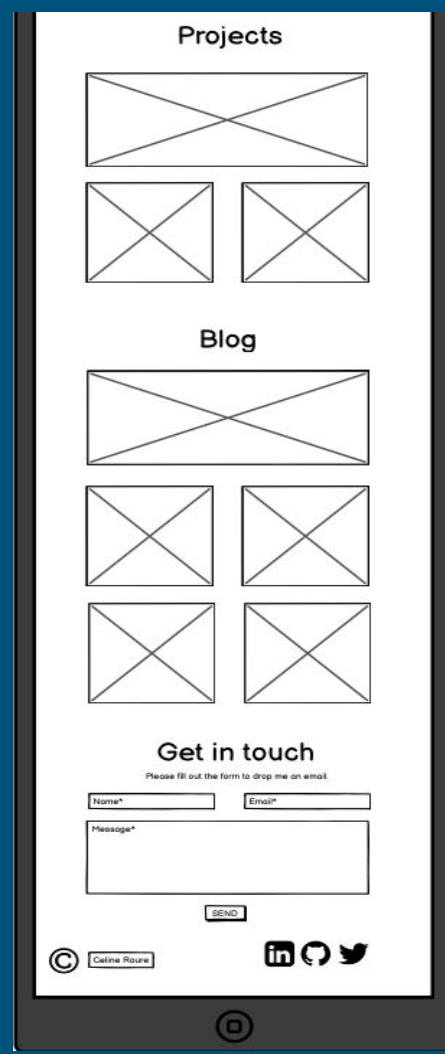 Projects
Blog
Get in touch
Please fill out the form to drop me an email.
Name* Email*
Message*
SEND
© Celine Roure
in